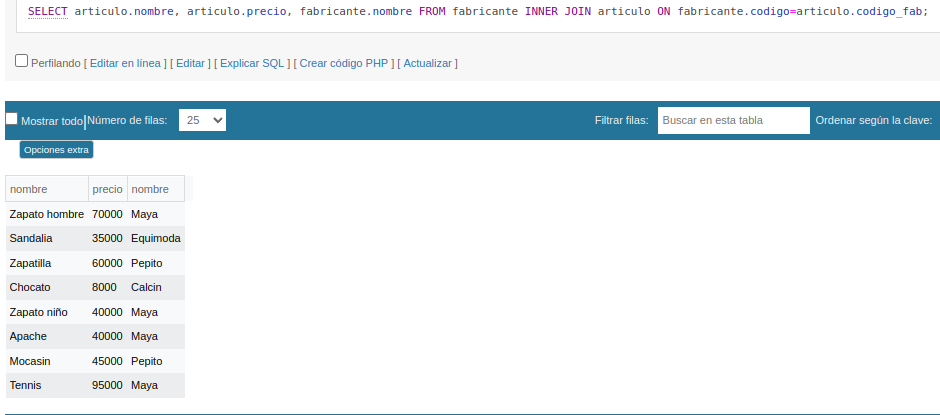 SELECT articulo.nombre, articulo.precio, fabricante.nombre FROM fabricante INNER JOIN articulo ON fabricante.codigo=articulo.codigo_fab;
Perfilando [ Editar en línea ] [ Editar ] [ Explicar SQL ] [ Crear código PHP ] [ Actualizar ]
Mostrar todo Número de filas: 25 Filtrar filas: Buscar en esta tabla Ordenar según la clave:
Opciones extra
nombre precio nombre
Zapato hombre 70000 Maya
Sandalia 35000 Equimoda
Zapatilla 60000 Pepito
Chocato 8000 Calcin
Zapato niño 40000 Maya
Apache 40000 Maya
Mocasin 45000 Pepito
Tennis 95000 Maya